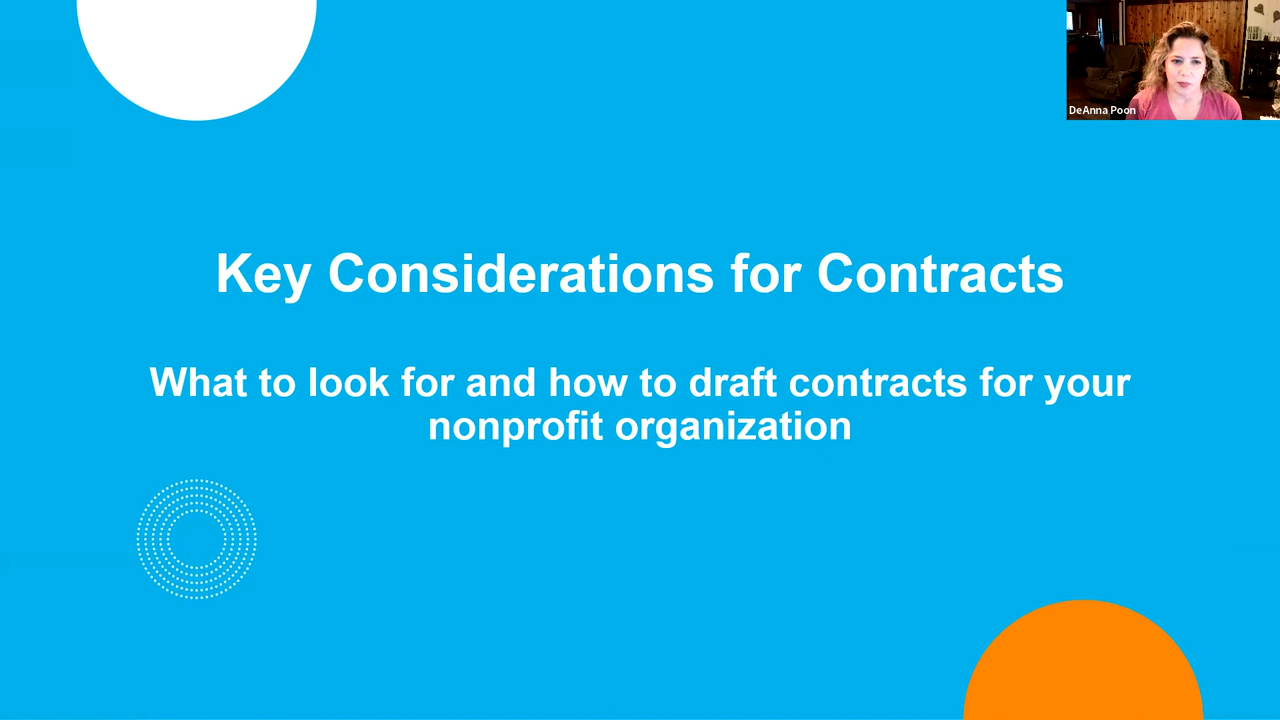 DeAnna Poon
Key Considerations for Contracts
What to look for and how to draft contracts for your
nonprofit organization